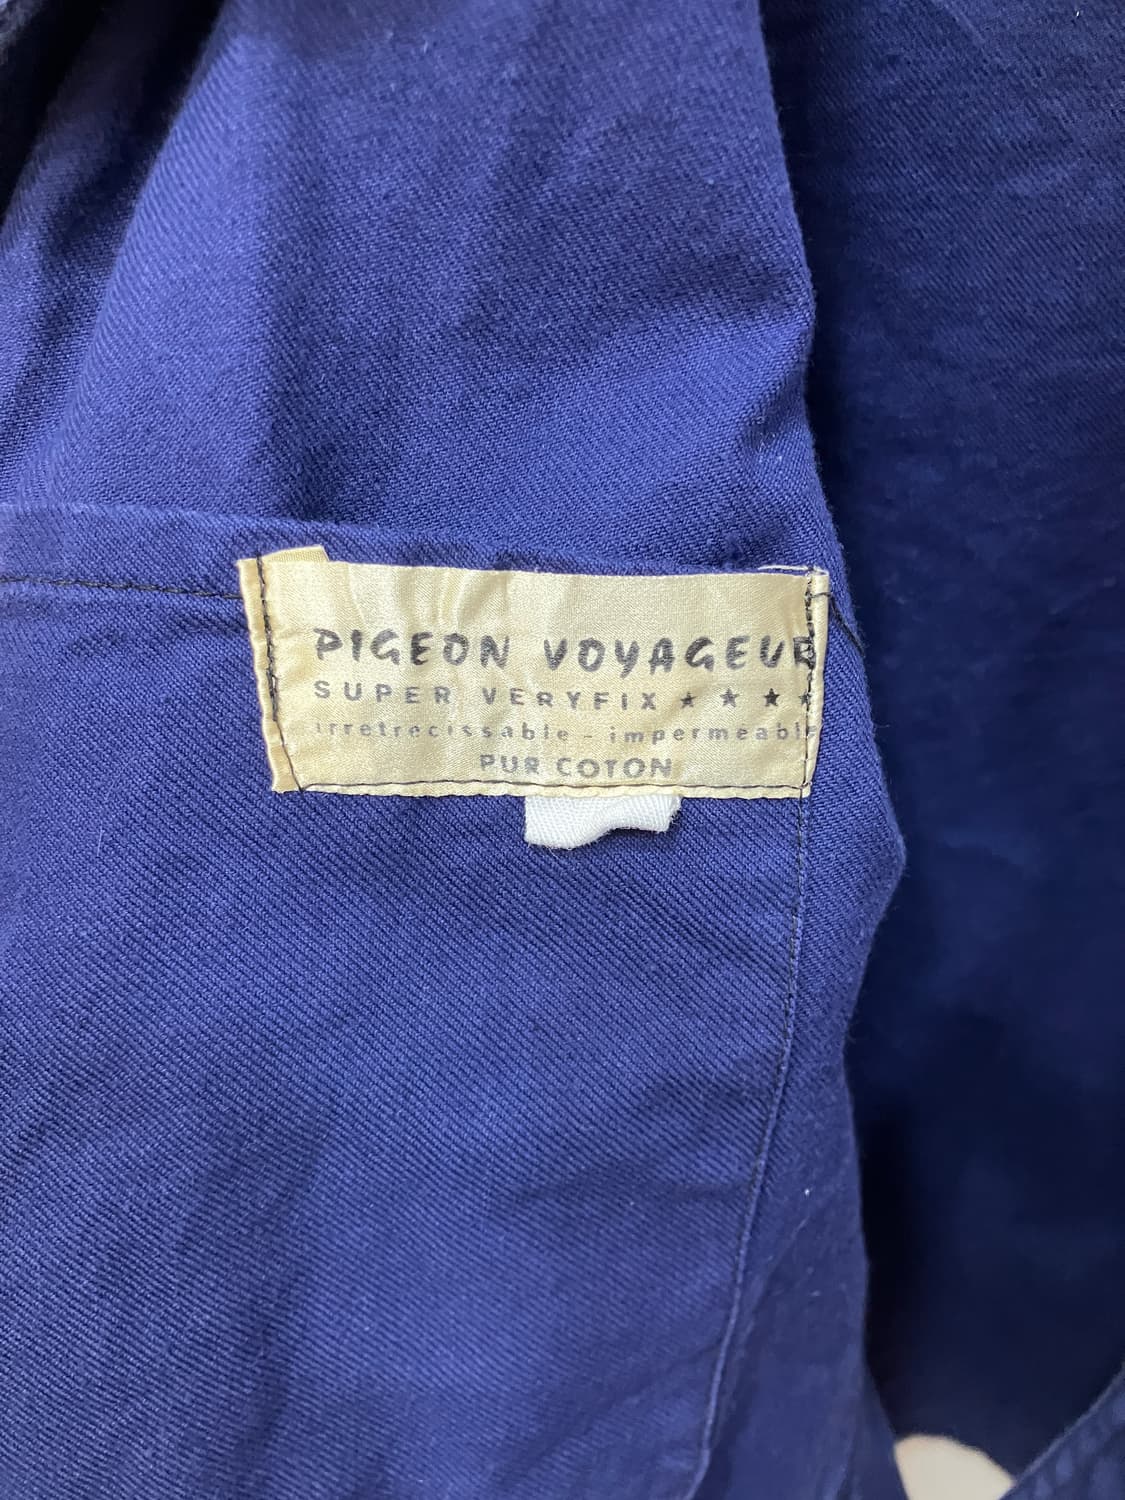 PIGEON VOYAGEUR
SUPER VERYFIX ★ ★ ★ ★
irretrecissable - impermeable
PUR COTON